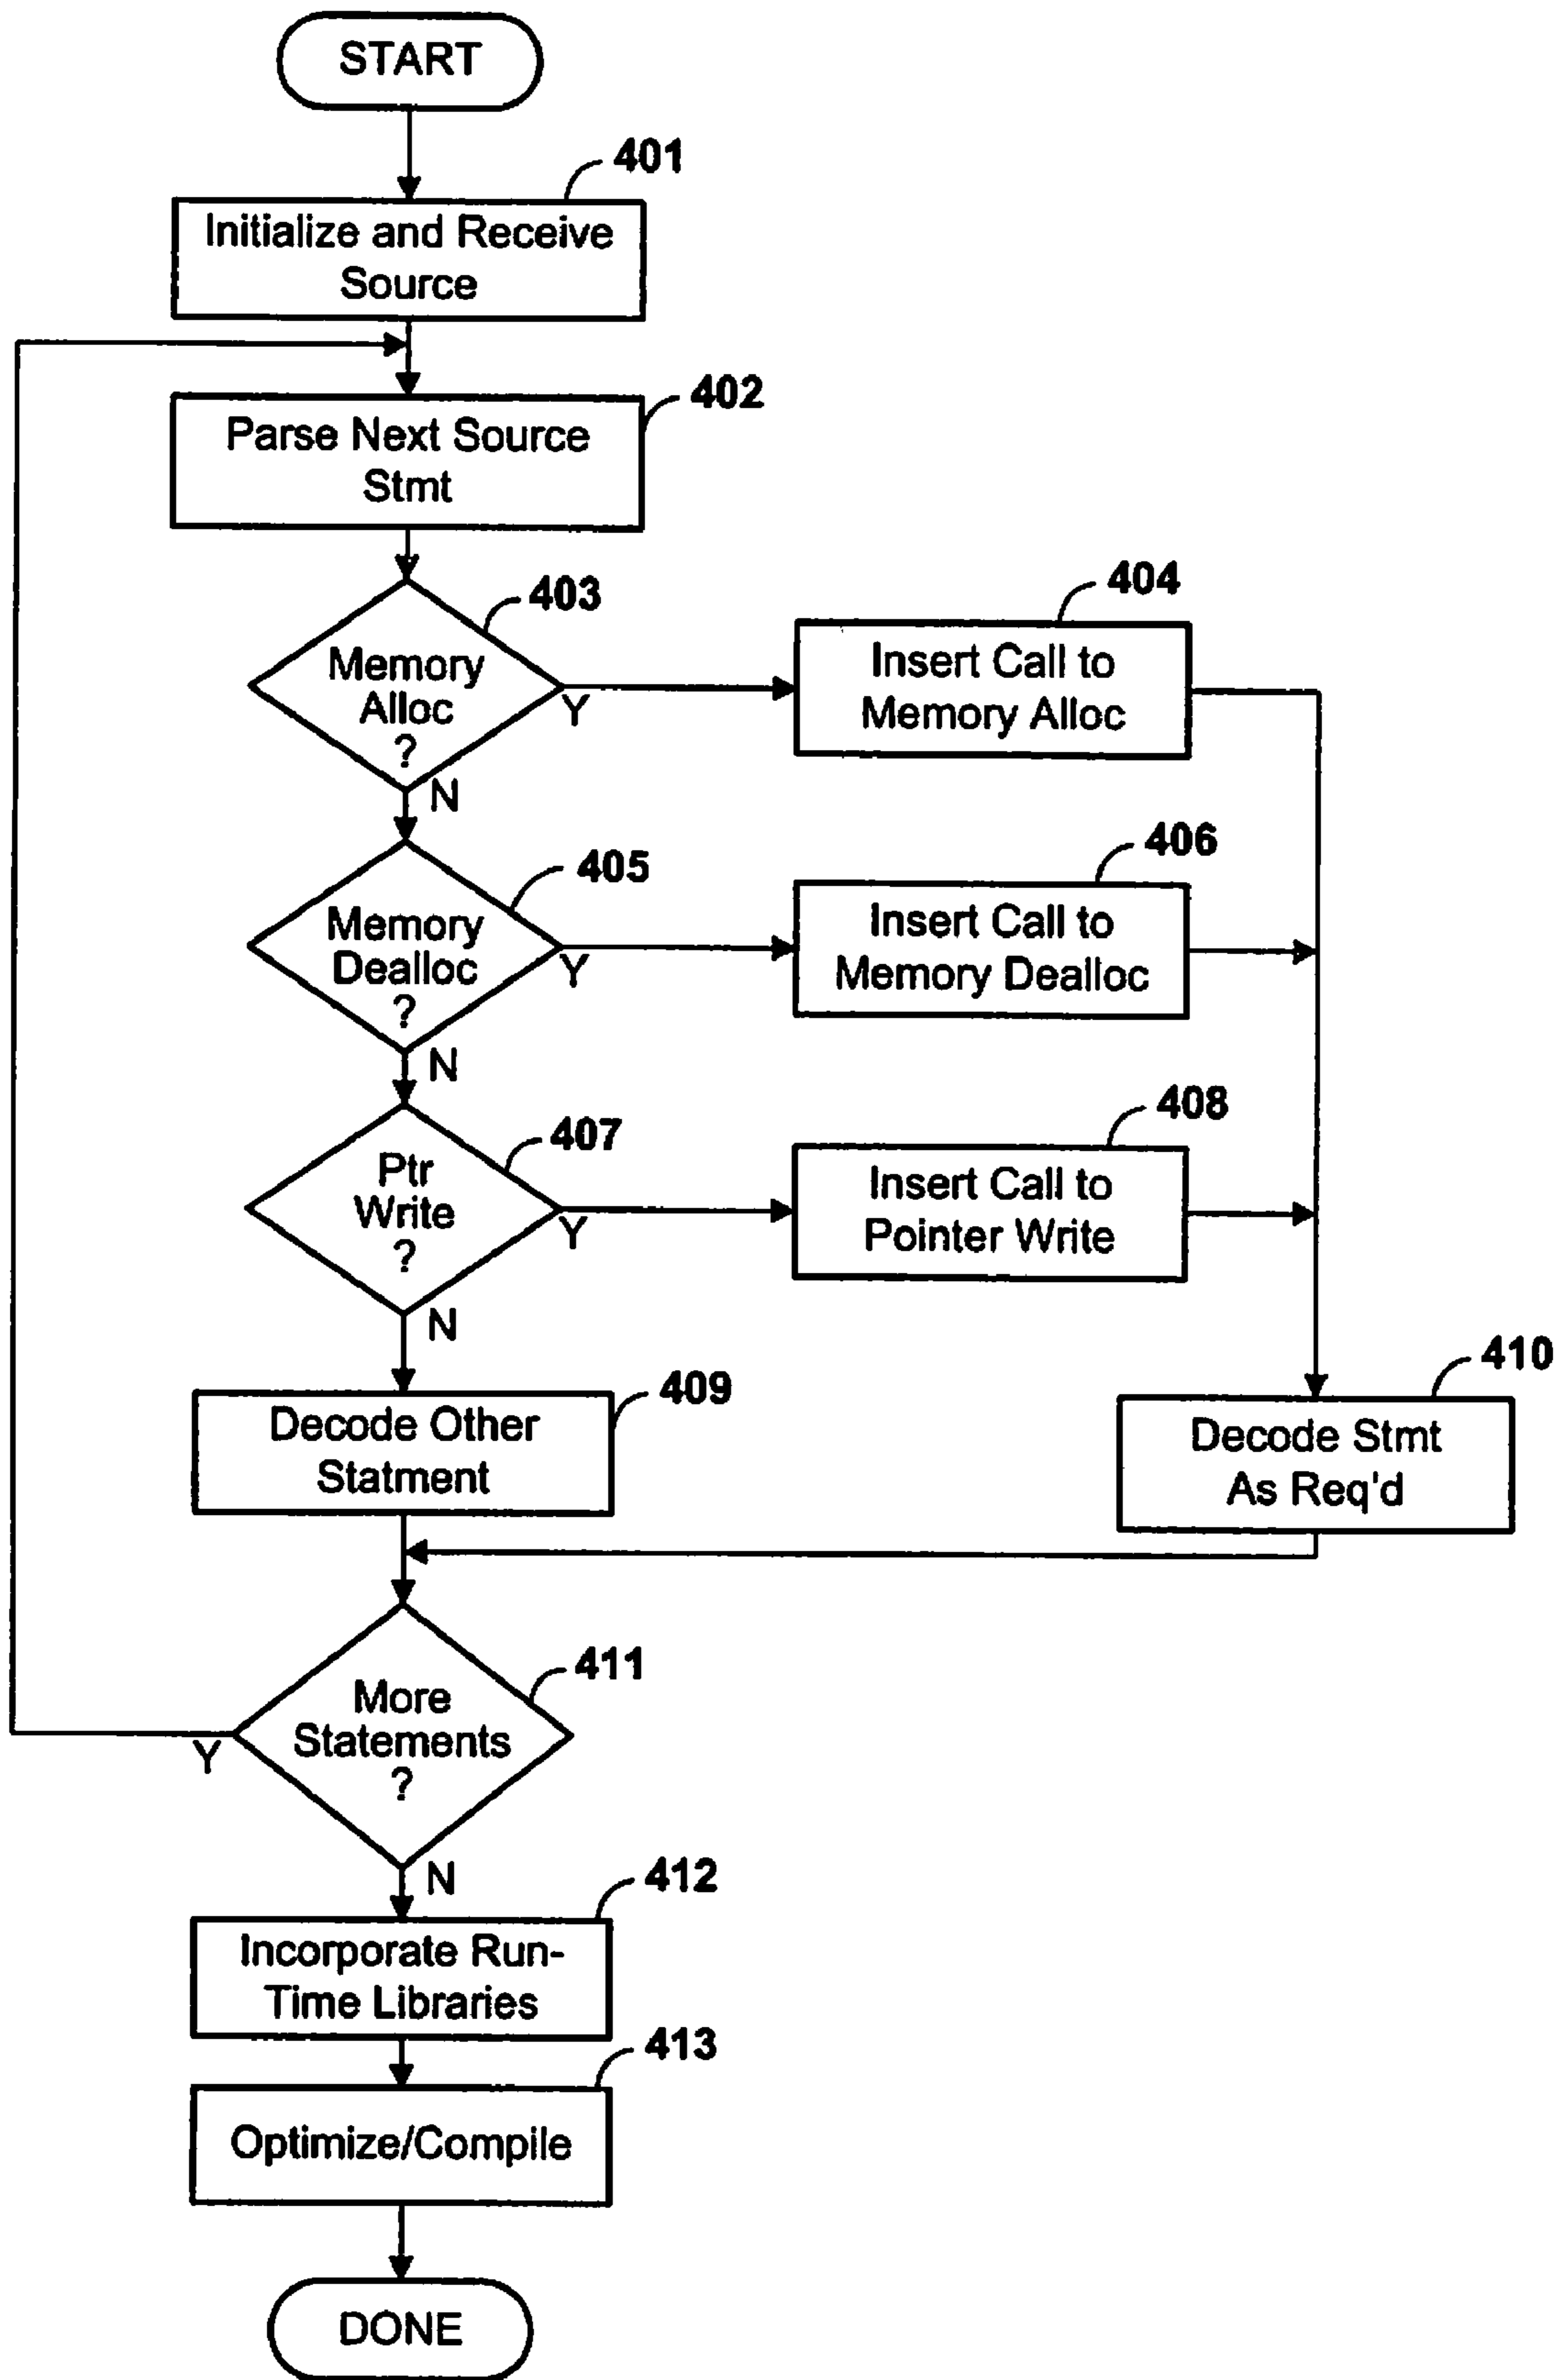 START
401
Initialize and Receive
Source
402
Parse Next Source
Stmt
403
Memory
Alloc
?
Y
N
404
Insert Call to
Memory Alloc
405
Memory
Dealloc
?
Y
N
406
Insert Call to
Memory Dealloc
407
Ptr
Write
?
Y
N
408
Insert Call to
Pointer Write
409
Decode Other
Statment
410
Decode Stmt
As Req'd
411
More
Statements
?
Y
N
412
Incorporate Run-
Time Libraries
413
Optimize/Compile
DONE